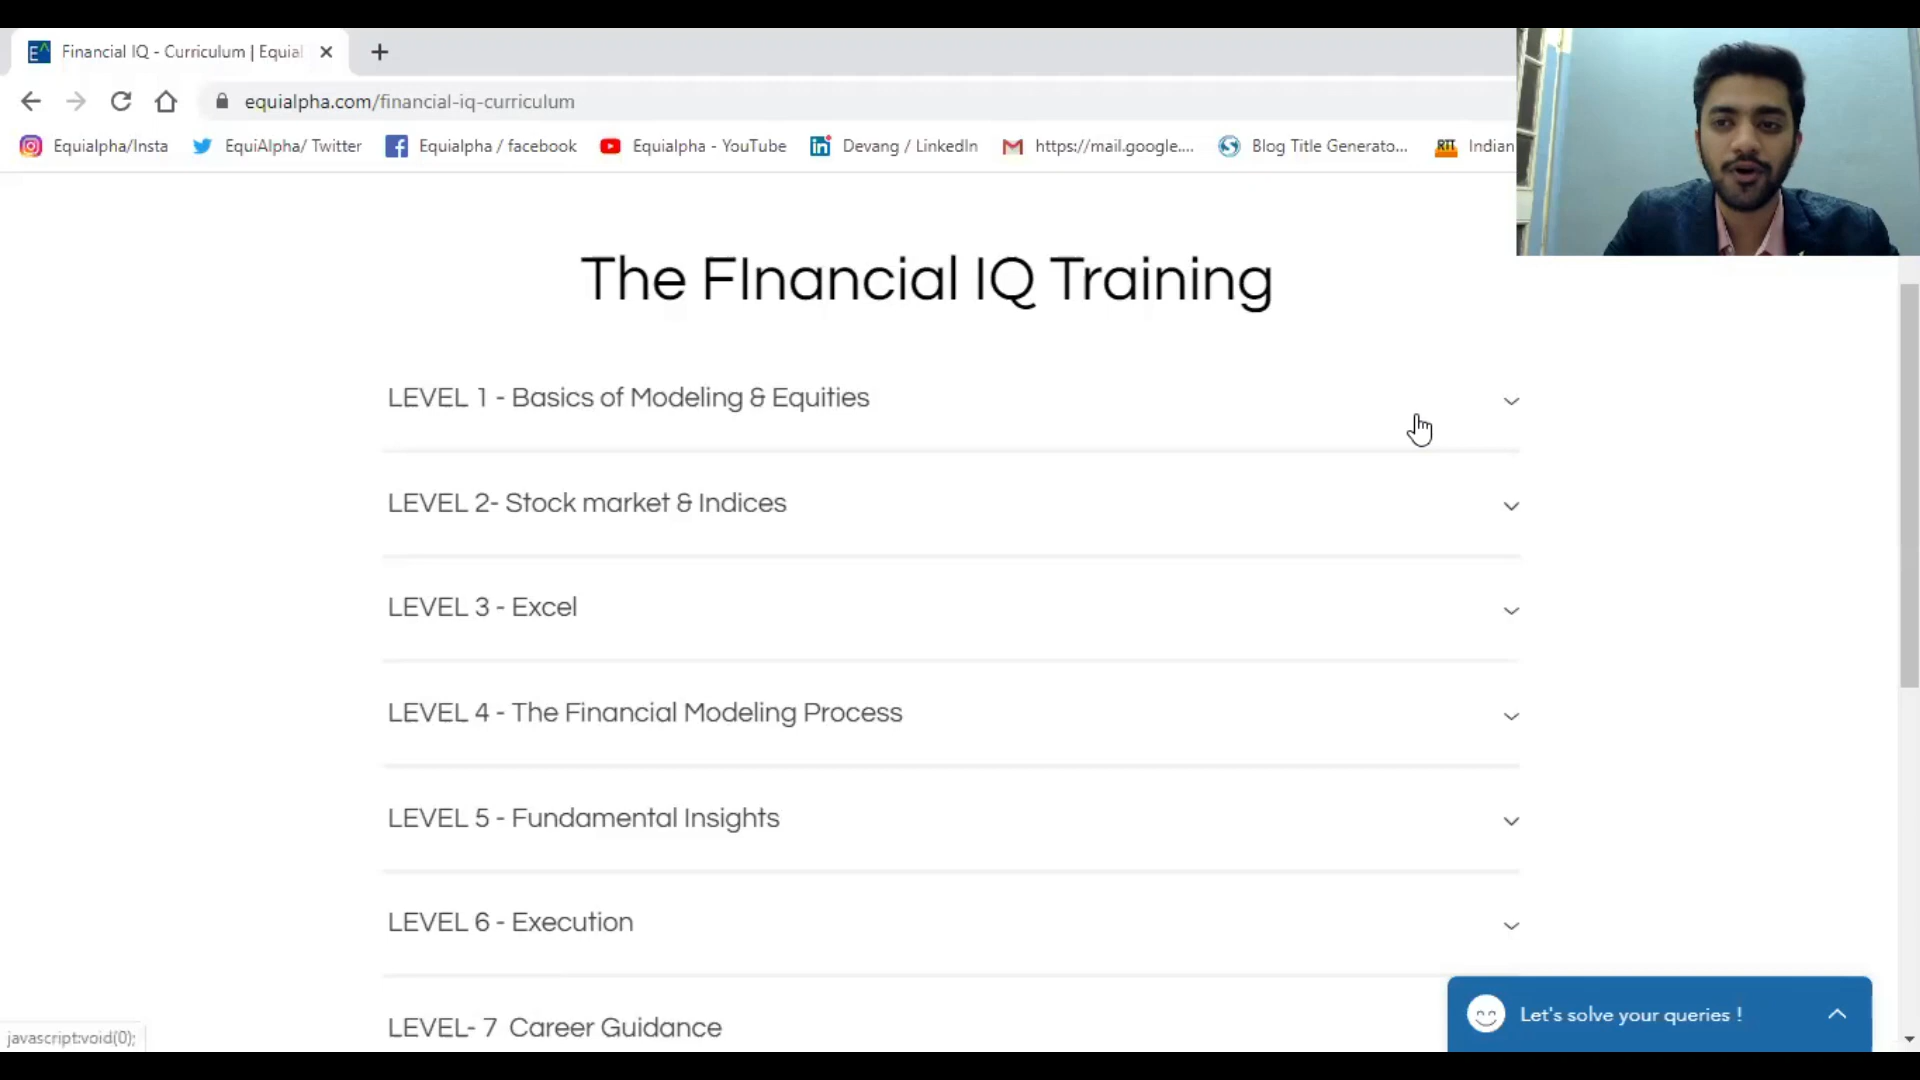 Financial IQ - Curriculum | Equial
equialpha.com/financial-iq-curriculum
Equialpha/Insta EquiAlpha/ Twitter Equialpha / facebook Equialpha - YouTube Devang / LinkedIn https://mail.google.... Blog Title Generato... RTI Indian
The FInancial IQ Training
LEVEL 1 - Basics of Modeling & Equities
LEVEL 2- Stock market & Indices
LEVEL 3 - Excel
LEVEL 4 - The Financial Modeling Process
LEVEL 5 - Fundamental Insights
LEVEL 6 - Execution
LEVEL- 7 Career Guidance
Let's solve your queries !
javascript:void(0);